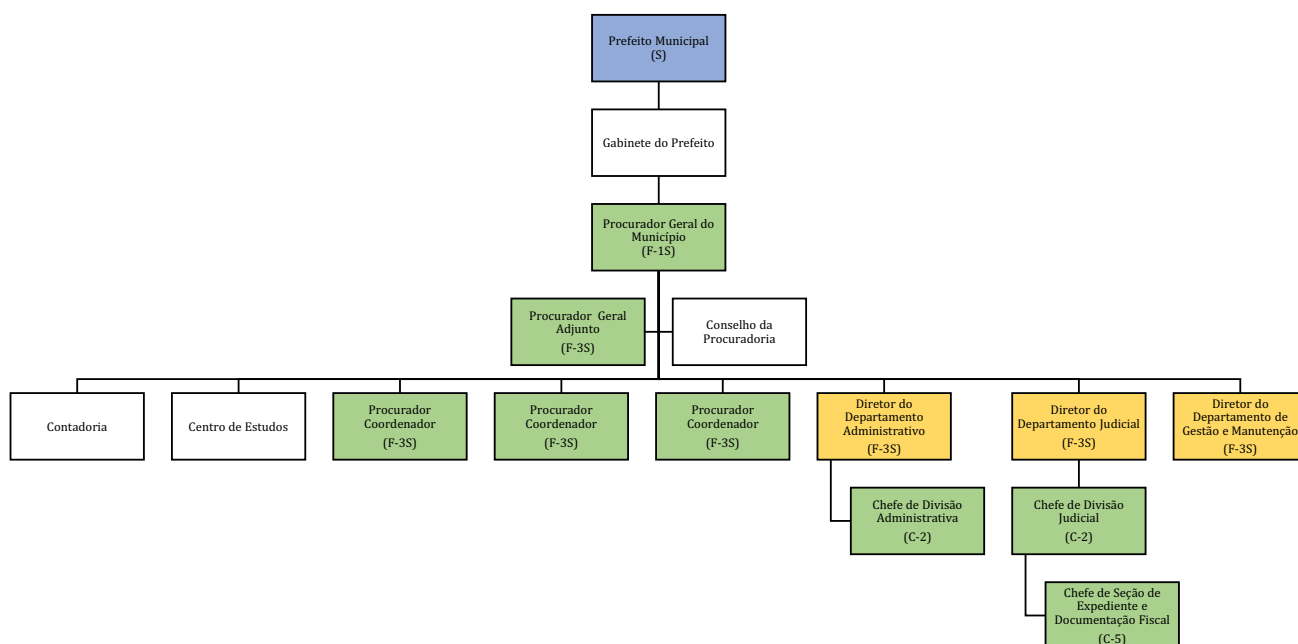 Prefeito Municipal
(S)
Gabinete do Prefeito
Procurador Geral do
Município
(F-1S)
Procurador Geral
Adjunto
(F-3S)
Conselho da
Procuradoria
Contadoria
Centro de Estudos
Procurador
Coordenador
(F-3S)
Procurador
Coordenador
(F-3S)
Procurador
Coordenador
(F-3S)
Diretor do
Departamento
Administrativo
(F-3S)
Diretor do
Departamento Judicial
(F-3S)
Diretor do
Departamento de
Gestão e Manutenção
(F-3S)
Chefe de Divisão
Administrativa
(C-2)
Chefe de Divisão
Judicial
(C-2)
Chefe de Seção de
Expediente e
Documentação Fiscal
(C-5)